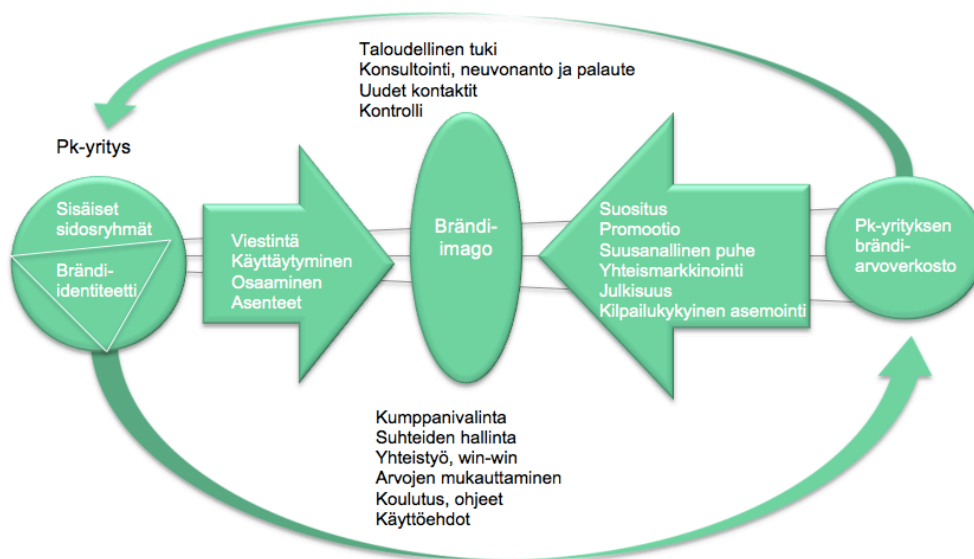 Taloudellinen tuki
Konsultointi, neuvonanto ja palaute
Uudet kontaktit
Kontrolli
Pk-yritys
Sisäiset
sidosryhmät
Brändi-
identiteetti
Viestintä
Käyttäytyminen
Osaaminen
Asenteet
Brändi-
imago
Suositus
Promootio
Suusanallinen puhe
Yhteismarkkinointi
Julkisuus
Kilpailukykyinen asemointi
Pk-yrityksen
brändi-
arvoverkosto
Kumppanivalinta
Suhteiden hallinta
Yhteistyö, win-win
Arvojen mukauttaminen
Koulutus, ohjeet
Käyttöehdot